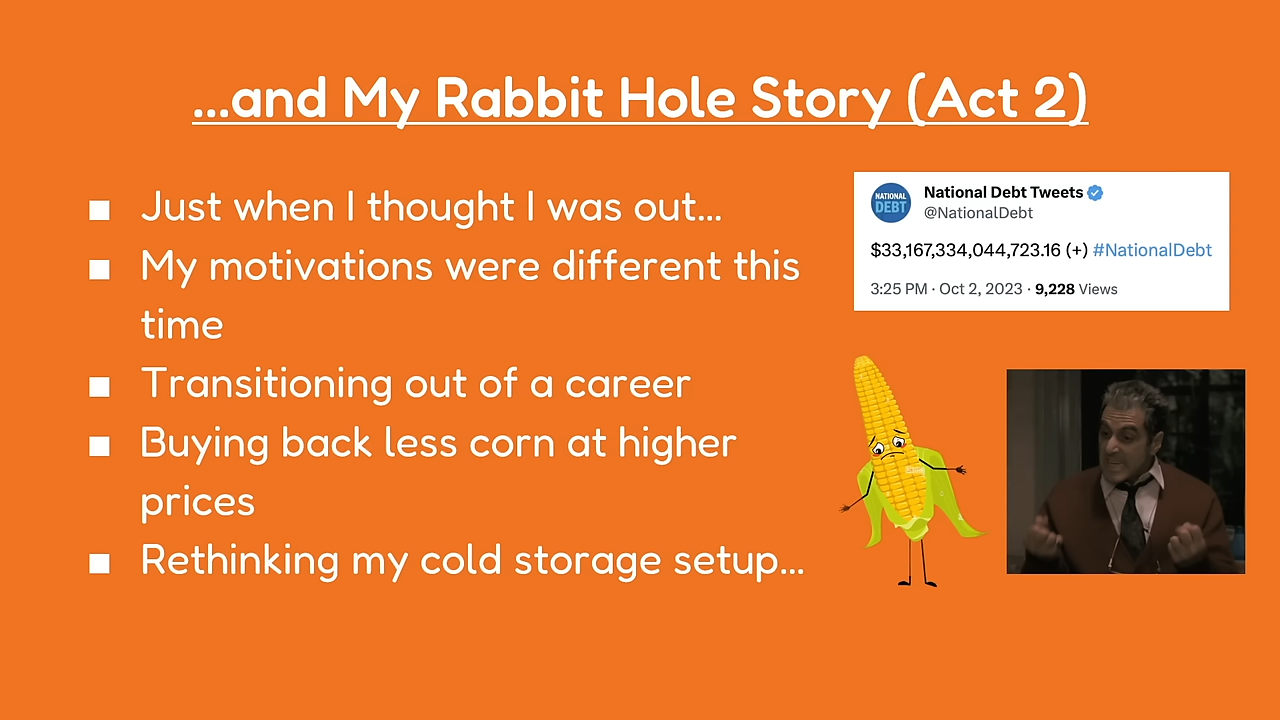 ...and My Rabbit Hole Story (Act 2)
■ Just when I thought I was out...
■ My motivations were different this
time
■ Transitioning out of a career
■ Buying back less corn at higher
prices
■ Rethinking my cold storage setup...
NATIONAL
DEBT
National Debt Tweets
@NationalDebt
$33,167,334,044,723.16 (+) #NationalDebt
3:25 PM · Oct 2, 2023 · 9,228 Views